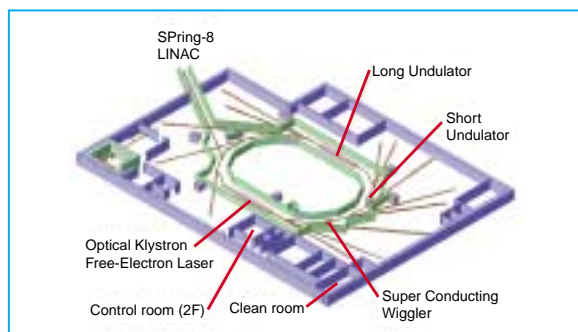 SPring-8
LINAC
Long Undulator
Short
Undulator
Optical Klystron
Free-Electron Laser
Control room (2F)
Clean room
Super Conducting
Wiggler